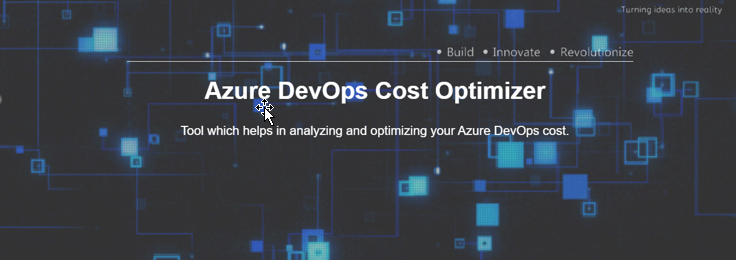 Turning ideas into reality
• Build • Innovate • Revolutionize
Azure DevOps Cost Optimizer
Tool which helps in analyzing and optimizing your Azure DevOps cost.